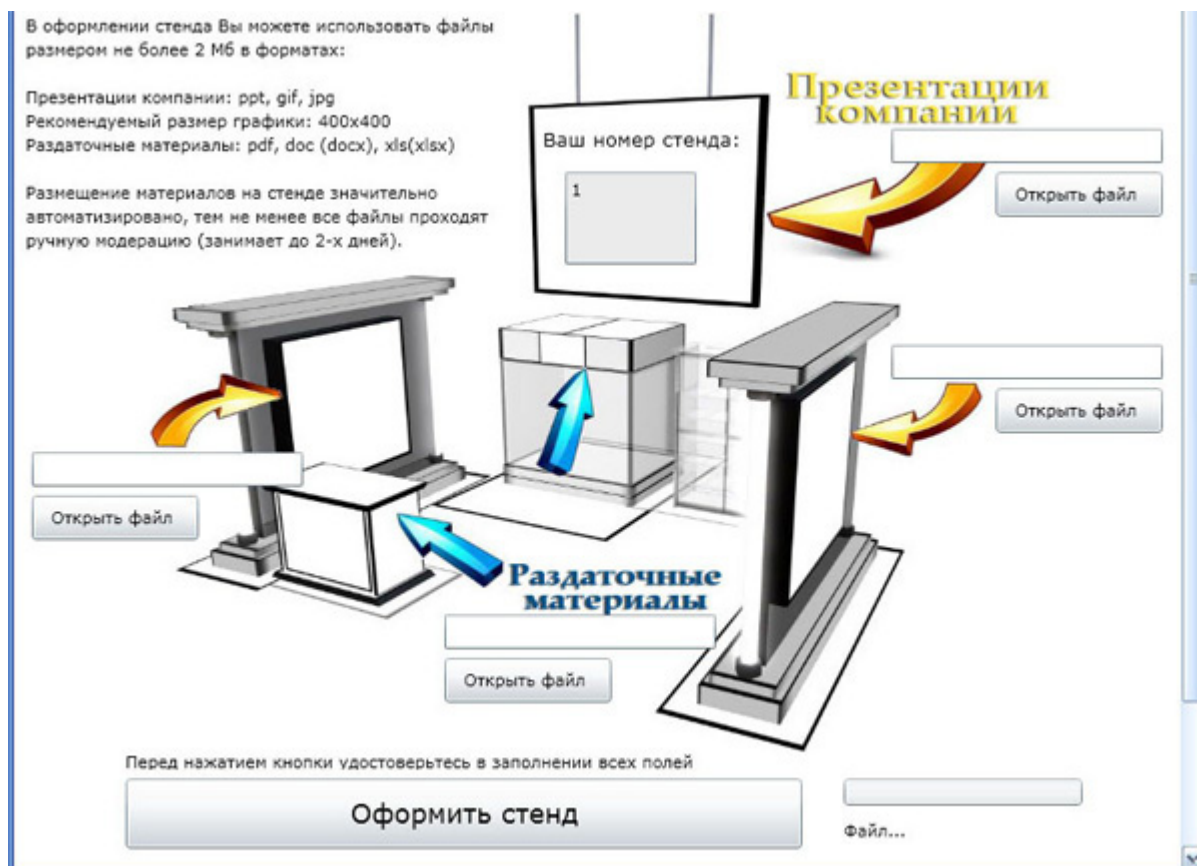 В оформлении стенда Вы можете использовать файлы
размером не более 2 Мб в форматах:
Презентации компании: ppt, gif, jpg
Рекомендуемый размер графики: 400x400
Раздаточные материалы: pdf, doc (docx), xls(xlsx)
Размещение материалов на стенде значительно
автоматизировано, тем не менее все файлы проходят
ручную модерацию (занимает до 2-х дней).
Презентации
компании
Ваш номер стенда:
1
Открыть файл
Открыть файл
Открыть файл
Раздаточные
материалы
Открыть файл
Перед нажатием кнопки удостоверьтесь в заполнении всех полей
Оформить стенд
Файл...